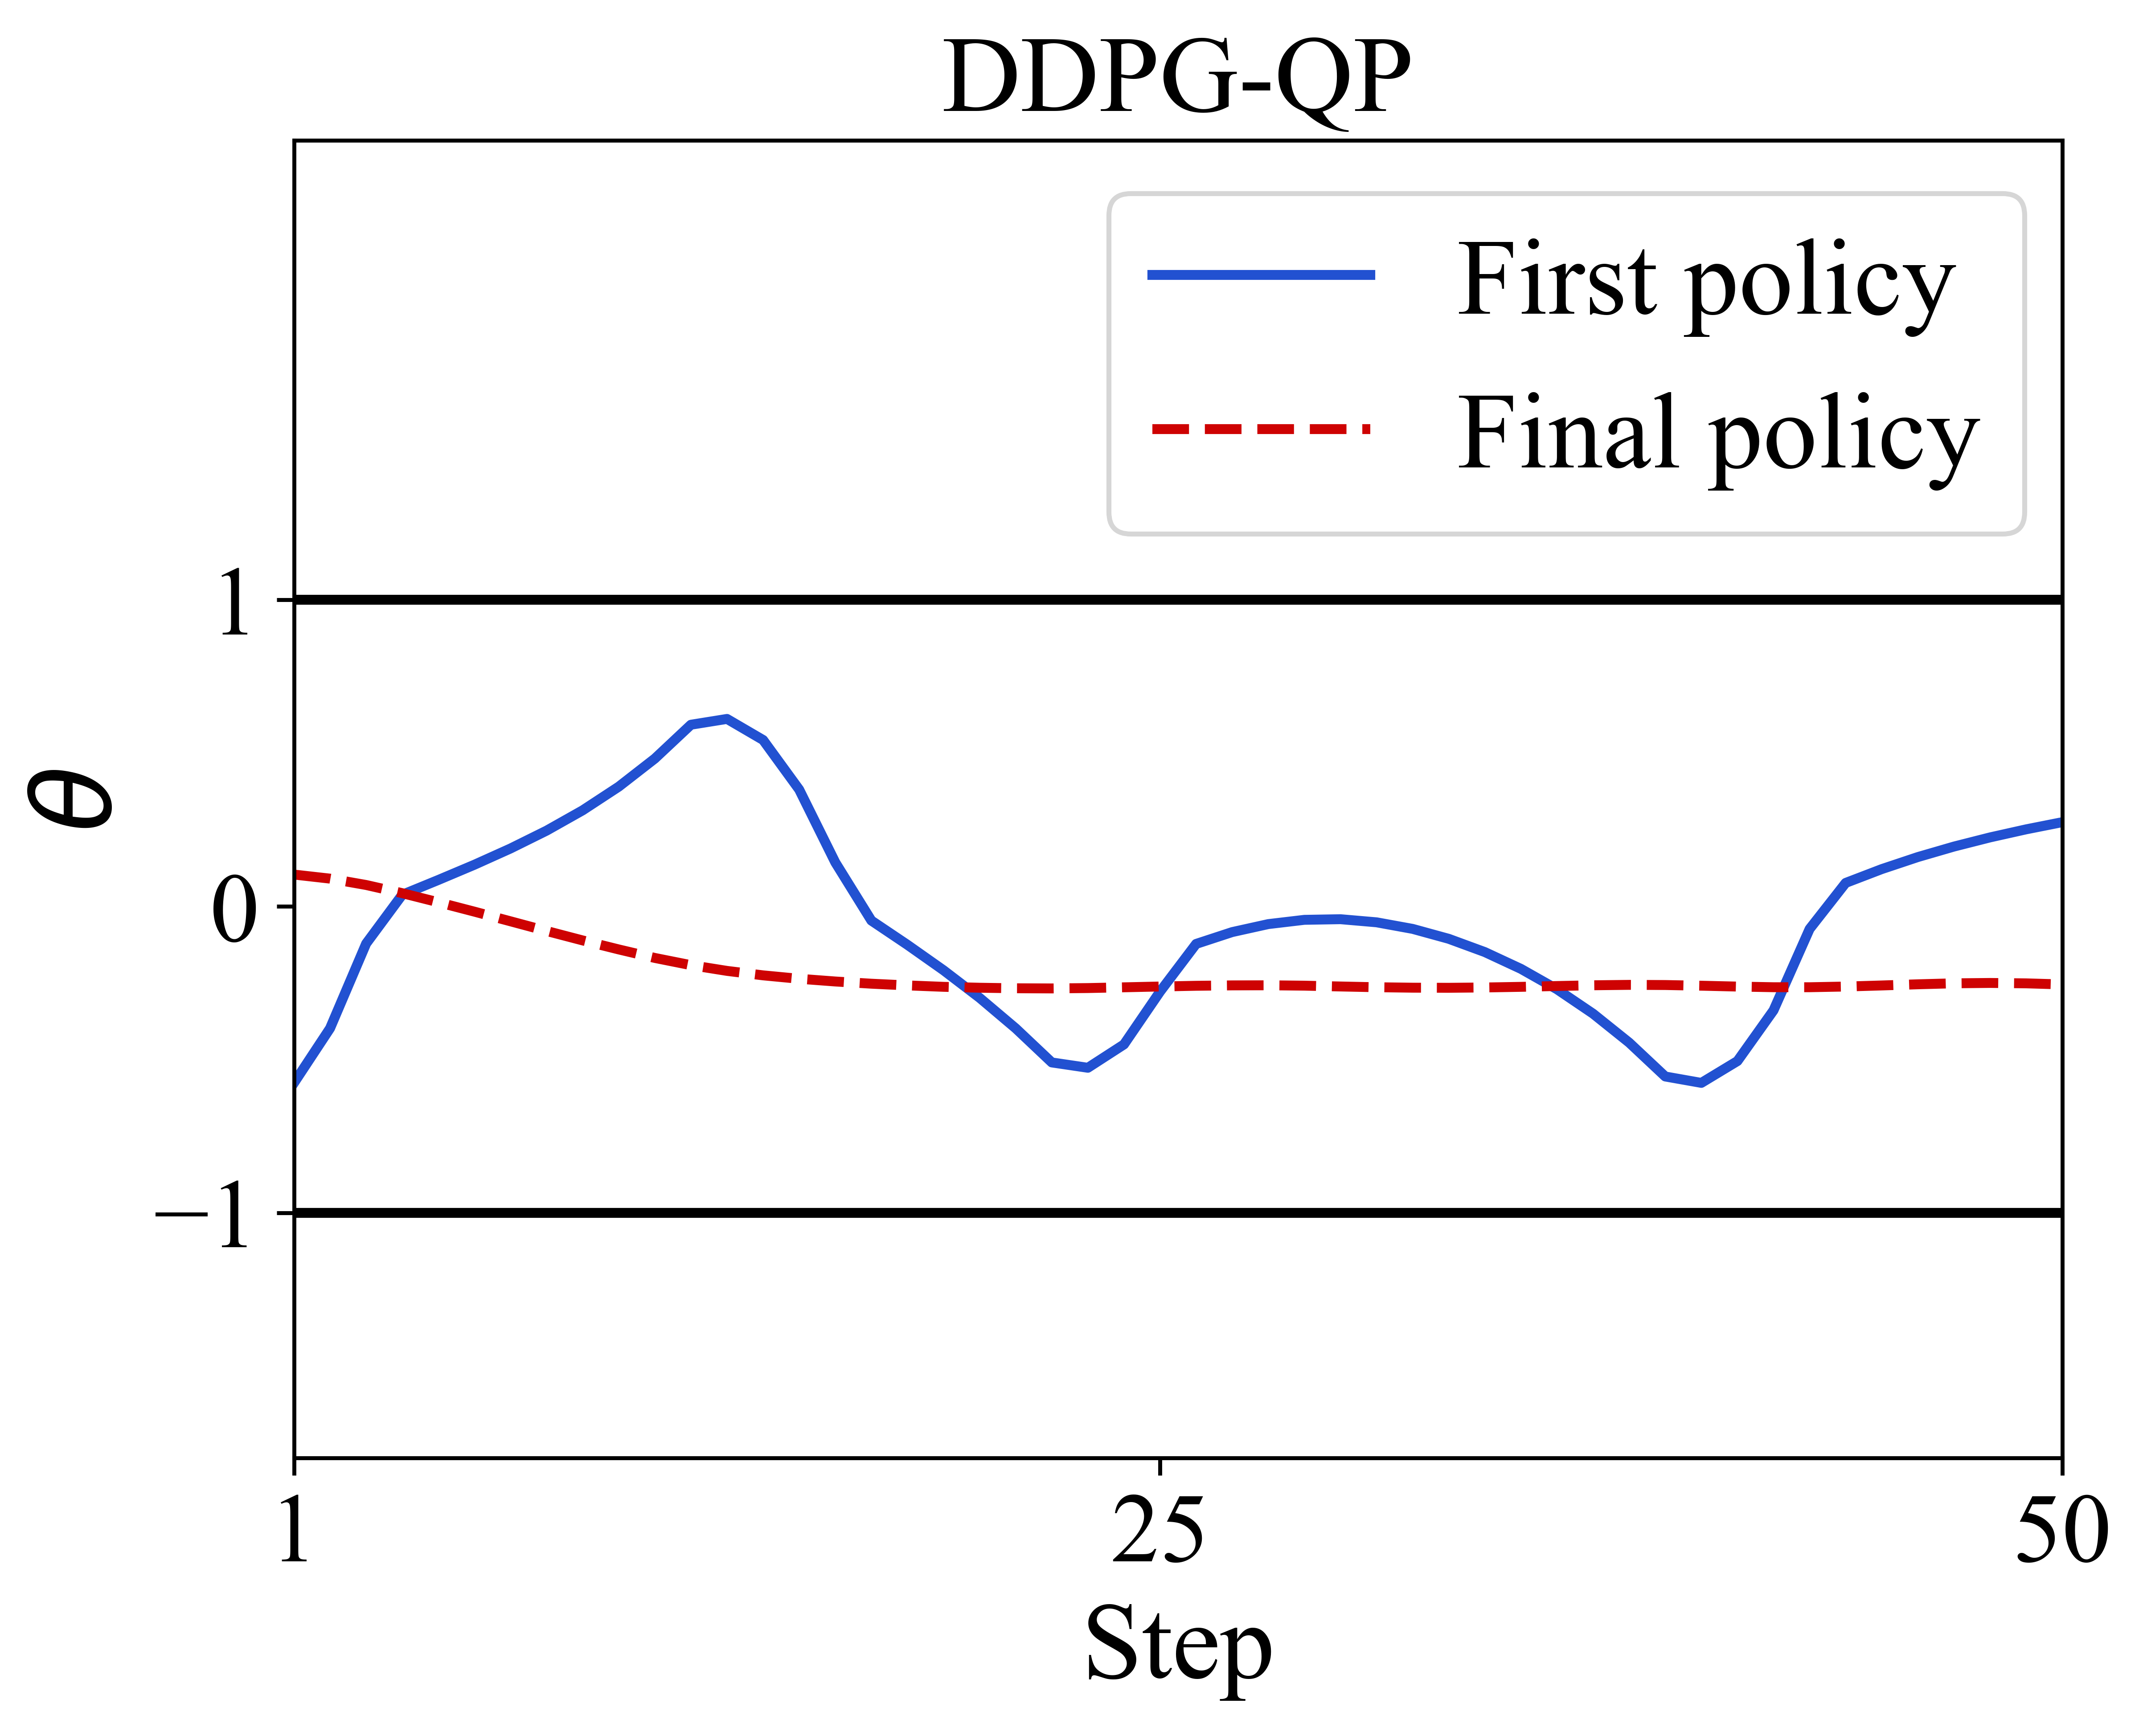 DDPG-QP
First policy
Final policy
1
0
−1
θ
1 25 50
Step